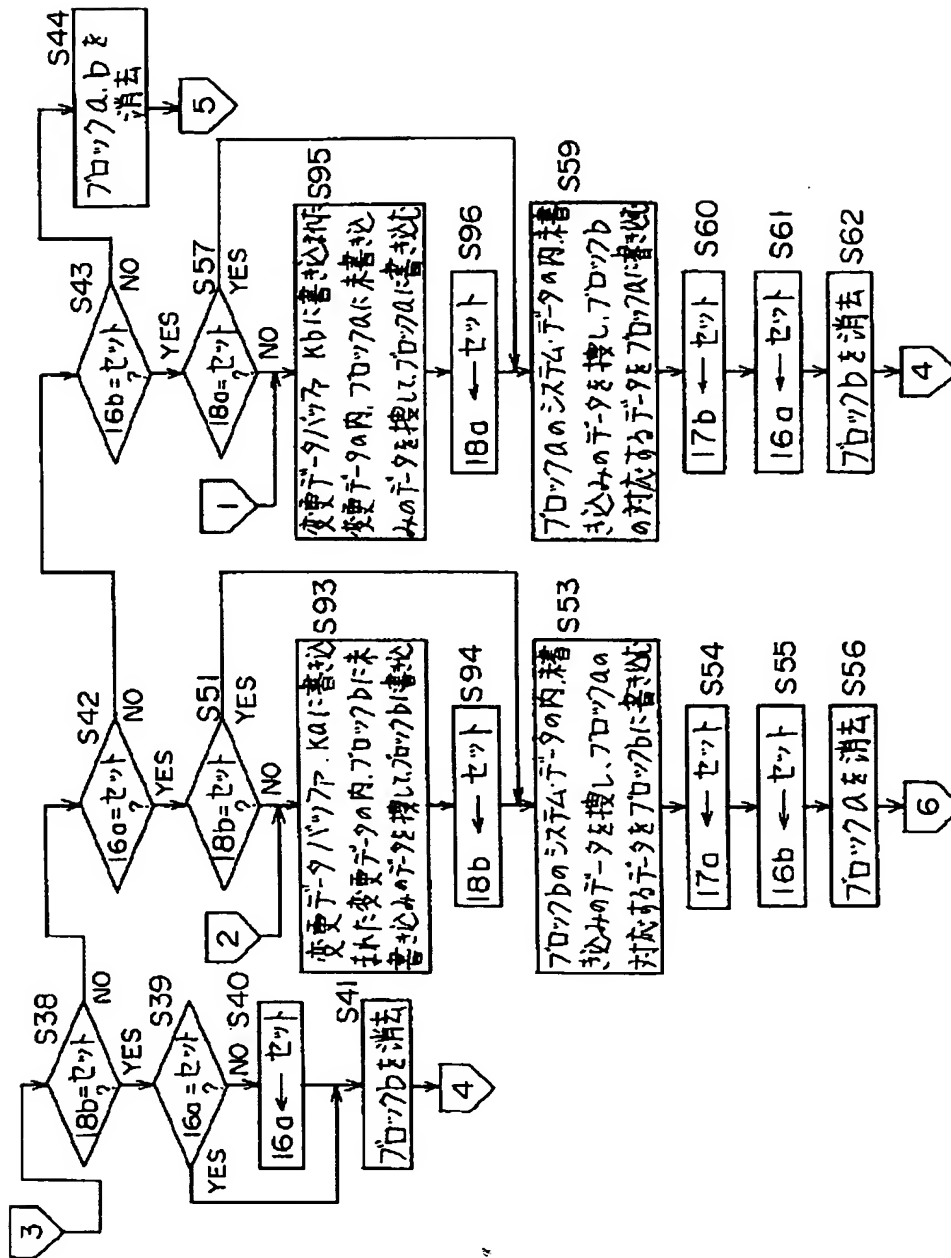 3
S38
18b=セット
?
NO
YES
S39
16a=セット
?
YES
NO
S40
16a ← セット
S41
ブロックbを消去
4
S42
16a=セット
?
NO
YES
S51
18b=セット
?
YES
NO
2
S93
変更データバッファ Kaに書き込
まれた変更データの内,ブロックbに未
書き込みのデータを捜してブロックbに書き込む
S94
18b ← セット
S53
ブロックbのシステム・データの内,未書
き込みのデータを捜し、ブロックaの
対応するデータをブロックbに書き込む
S54
17a ← セット
S55
16b ← セット
S56
ブロックaを消去
6
S43
16b=セット
?
NO
YES
S44
ブロックa,bを
消去
5
S57
18a=セット
?
YES
NO
1
S95
変更データバッファ Kbに書き込まれた
変更データの内,ブロックaに未書き込
みのデータを捜してブロックaに書き込む
S96
18a ← セット
S59
ブロックaのシステム・データの内,未書
き込みのデータを捜し、ブロックb
の対応するデータをブロックaに書き込む
S60
17b ← セット
S61
16a ← セット
S62
ブロックbを消去
4